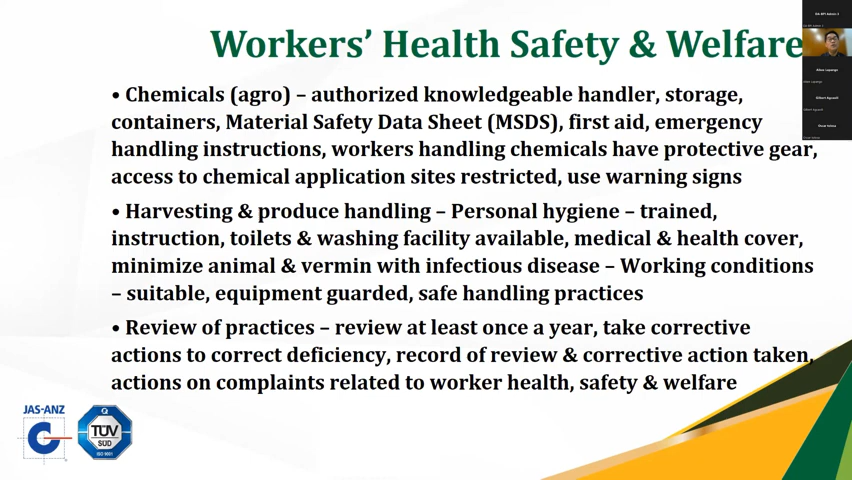 Workers' Health Safety & Welfare
• Chemicals (agro) – authorized knowledgeable handler, storage,
containers, Material Safety Data Sheet (MSDS), first aid, emergency
handling instructions, workers handling chemicals have protective gear,
access to chemical application sites restricted, use warning signs
• Harvesting & produce handling – Personal hygiene – trained,
instruction, toilets & washing facility available, medical & health cover,
minimize animal & vermin with infectious disease – Working conditions
– suitable, equipment guarded, safe handling practices
• Review of practices – review at least once a year, take corrective
actions to correct deficiency, record of review & corrective action taken,
actions on complaints related to worker health, safety & welfare
JAS-ANZ
TÜV
SÜD
ISO 9001